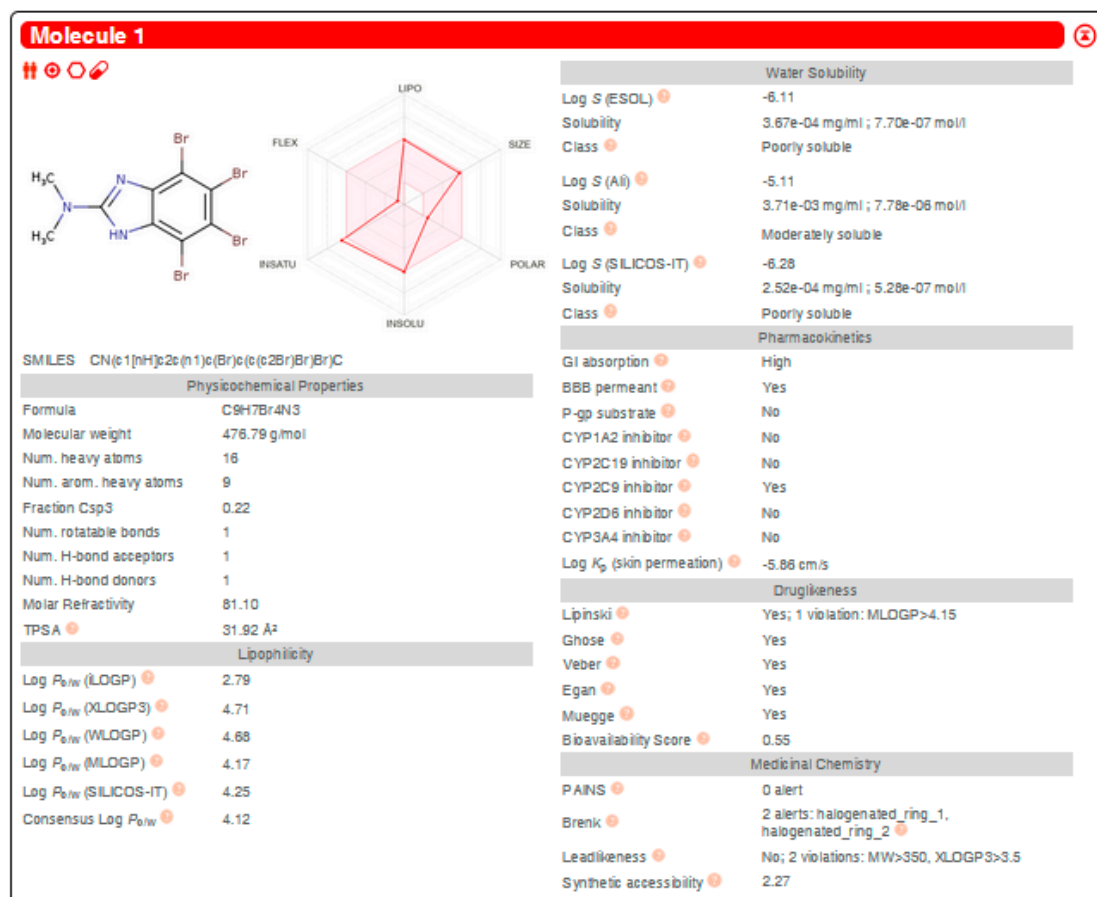 Molecule 1
LIPO
FLEX
SIZE
INSATU
POLAR
INSOLU
Br
Br
Br
Br
H₃C
H₃C
N
N
HN
SMILES CN(c1[nH]c2c(n1)c(Br)c(c(c2Br)Br)Br)C
Physicochemical Properties
Formula C9H7Br4N3
Molecular weight 476.79 g/mol
Num. heavy atoms 16
Num. arom. heavy atoms 9
Fraction Csp3 0.22
Num. rotatable bonds 1
Num. H-bond acceptors 1
Num. H-bond donors 1
Molar Refractivity 81.10
TPSA ? 31.92 Å²
Lipophilicity
Log Po/w (iLOGP) ? 2.79
Log Po/w (XLOGP3) ? 4.71
Log Po/w (WLOGP) ? 4.68
Log Po/w (MLOGP) ? 4.17
Log Po/w (SILICOS-IT) ? 4.25
Consensus Log Po/w ? 4.12
Water Solubility
Log S (ESOL) ? -6.11
Solubility 3.67e-04 mg/ml ; 7.70e-07 mol/l
Class ? Poorly soluble
Log S (Ali) ? -5.11
Solubility 3.71e-03 mg/ml ; 7.78e-06 mol/l
Class ? Moderately soluble
Log S (SILICOS-IT) ? -6.28
Solubility 2.52e-04 mg/ml ; 5.28e-07 mol/l
Class ? Poorly soluble
Pharmacokinetics
GI absorption ? High
BBB permeant ? Yes
P-gp substrate ? No
CYP1A2 inhibitor ? No
CYP2C19 inhibitor ? No
CYP2C9 inhibitor ? Yes
CYP2D6 inhibitor ? No
CYP3A4 inhibitor ? No
Log Kp (skin permeation) ? -5.86 cm/s
Druglikeness
Lipinski ? Yes; 1 violation: MLOGP>4.15
Ghose ? Yes
Veber ? Yes
Egan ? Yes
Muegge ? Yes
Bioavailability Score ? 0.55
Medicinal Chemistry
PAINS ? 0 alert
Brenk ? 2 alerts: halogenated_ring_1,
halogenated_ring_2 ?
Leadlikeness ? No; 2 violations: MW>350, XLOGP3>3.5
Synthetic accessibility ? 2.27